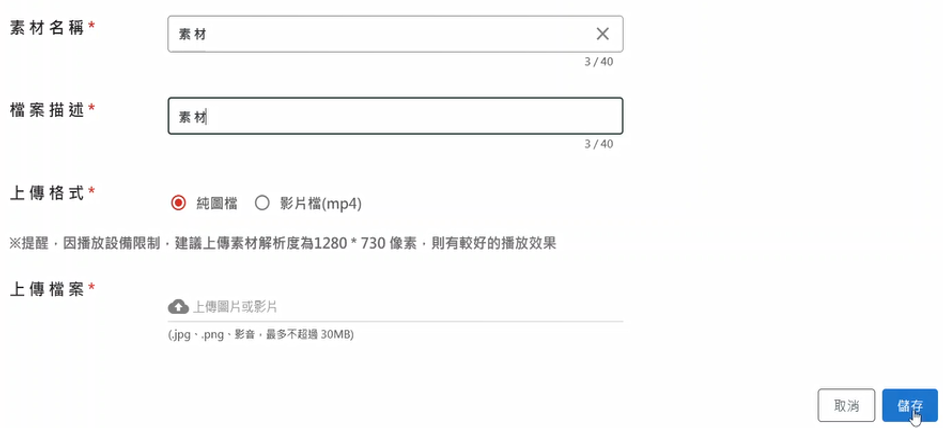 素材名稱*
素材
3 / 40
檔案描述*
素材
3 / 40
上傳格式*
純圖檔 影片檔(mp4)
※提醒，因播放設備限制，建議上傳素材解析度為1280 * 730 像素，則有較好的播放效果
上傳檔案*
上傳圖片或影片
(.jpg、.png、影音，最多不超過 30MB)
取消 儲存